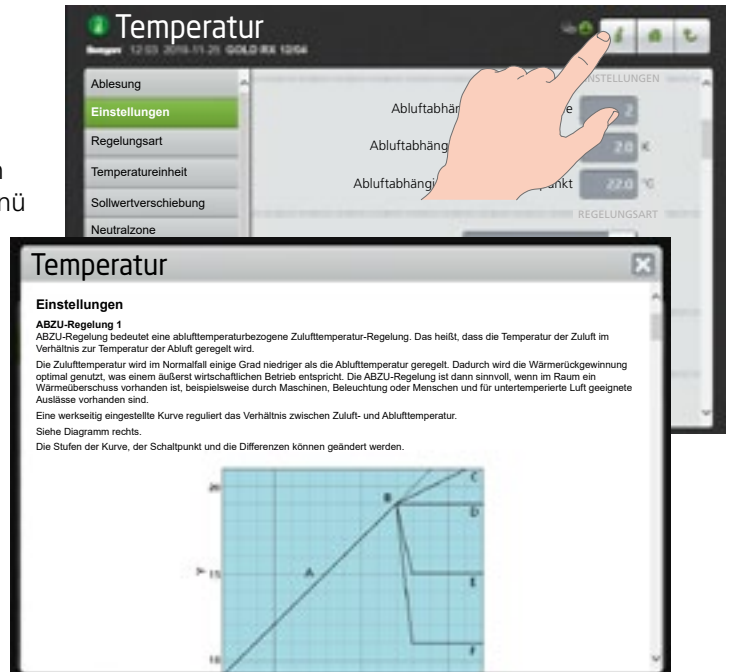 Temperatur
12:03 2019-11-25 GOLD RX 12/04
Ablesung
Einstellungen
Regelungsart
Temperatureinheit
Sollwertverschiebung
Neutralzone
2
Abluftabhäng
2.0 K
22.0 °C
REGELUNGSART
Temperatur
Einstellungen
ABZU-Regelung 1
ABZU-Regelung bedeutet eine ablufttemperaturbezogene Zulufttemperatur-Regelung. Das heißt, dass die Temperatur der Zuluft im
Verhältnis zur Temperatur der Abluft geregelt wird.
Die Zulufttemperatur wird im Normalfall einige Grad niedriger als die Ablufttemperatur geregelt. Dadurch wird die Wärmerückgewinnung
optimal genutzt, was einem äußerst wirtschaftlichen Betrieb entspricht. Die ABZU-Regelung ist dann sinnvoll, wenn im Raum ein
Wärmeüberschuss vorhanden ist, beispielsweise durch Maschinen, Beleuchtung oder Menschen und für untertemperierte Luft geeignete
Auslässe vorhanden sind.
Eine werkseitig eingestellte Kurve reguliert das Verhältnis zwischen Zuluft- und Ablufttemperatur.
Siehe Diagramm rechts.
Die Stufen der Kurve, der Schaltpunkt und die Differenzen können geändert werden.
20
B
C
D
A
Y
15
E
F
10